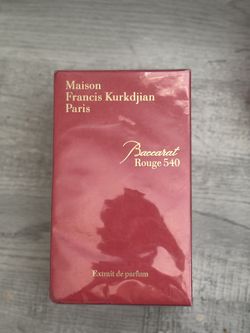 Maison
Francis Kurkdjian
Paris
Baccarat
Rouge 540
Extrait de parfum